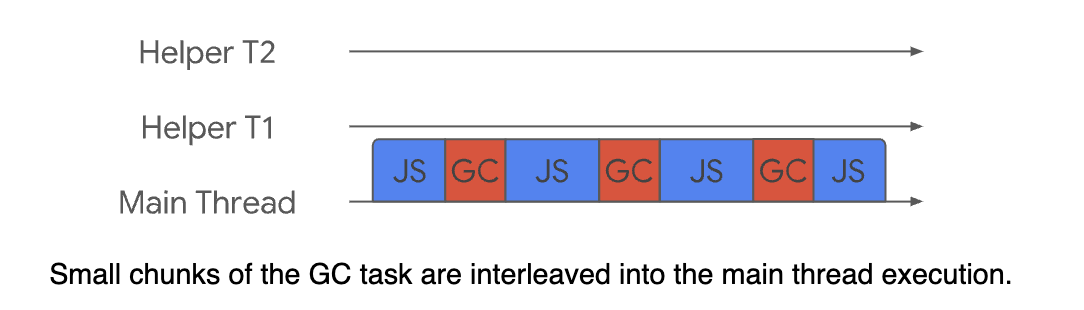 Helper T2
Helper T1
JS GC JS GC JS GC JS
Main Thread
Small chunks of the GC task are interleaved into the main thread execution.